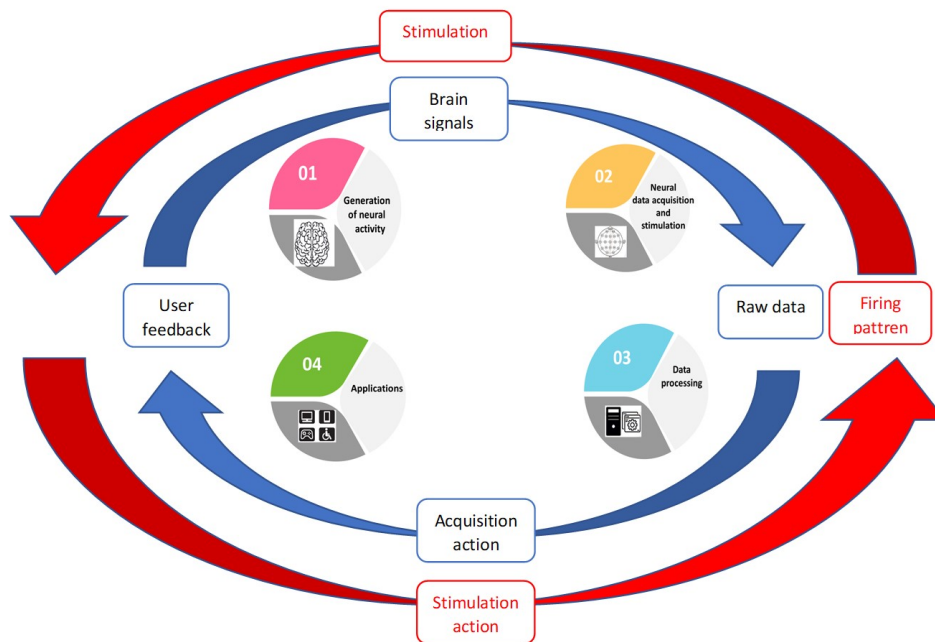 Stimulation
Brain
signals
01
Generation
of neural
activity
02
Neural
data acquisition
and
stimulation
User
feedback
Raw data
Firing
pattren
04
Applications
03
Data
processing
Acquisition
action
Stimulation
action